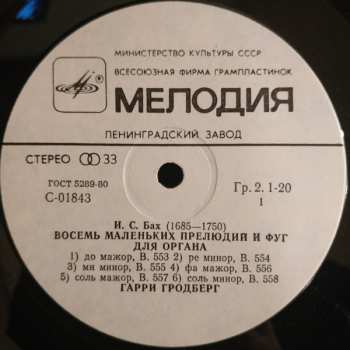 МИНИСТЕРСТВО КУЛЬТУРЫ СССР
ВСЕСОЮЗНАЯ ФИРМА ГРАМПЛАСТИНОК
МЕЛОДИЯ
ЛЕНИНГРАДСКИЙ ЗАВОД
СТЕРЕО 33
ГОСТ 5289-80
С-01843
Гр. 2. 1-20
1
И. С. Бах (1685—1750)
ВОСЕМЬ МАЛЕНЬКИХ ПРЕЛЮДИЙ И ФУГ
ДЛЯ ОРГАНА
1) до мажор, В. 553 2) ре минор, В. 554
3) ми минор, В. 555 4) фа мажор, В. 556
5) соль мажор, В. 557 6) соль минор, В. 558
ГАРРИ ГРОДБЕРГ